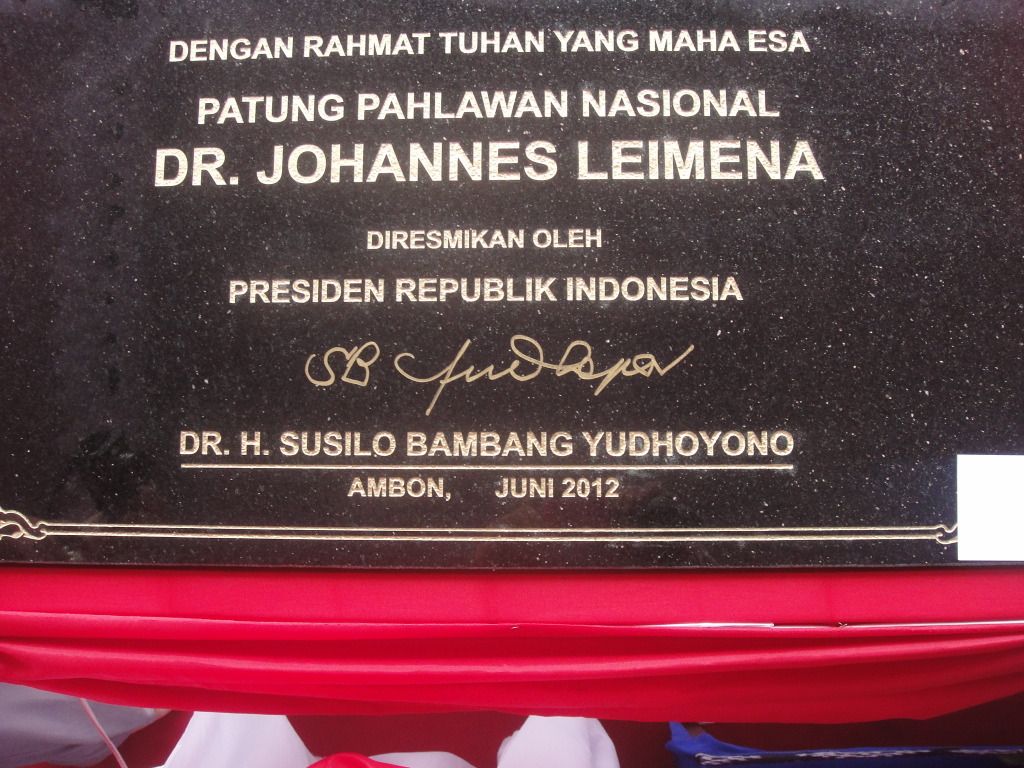 DENGAN RAHMAT TUHAN YANG MAHA ESA
PATUNG PAHLAWAN NASIONAL
DR. JOHANNES LEIMENA
DIRESMIKAN OLEH
PRESIDEN REPUBLIK INDONESIA
DR. H. SUSILO BAMBANG YUDHOYONO
AMBON, JUNI 2012